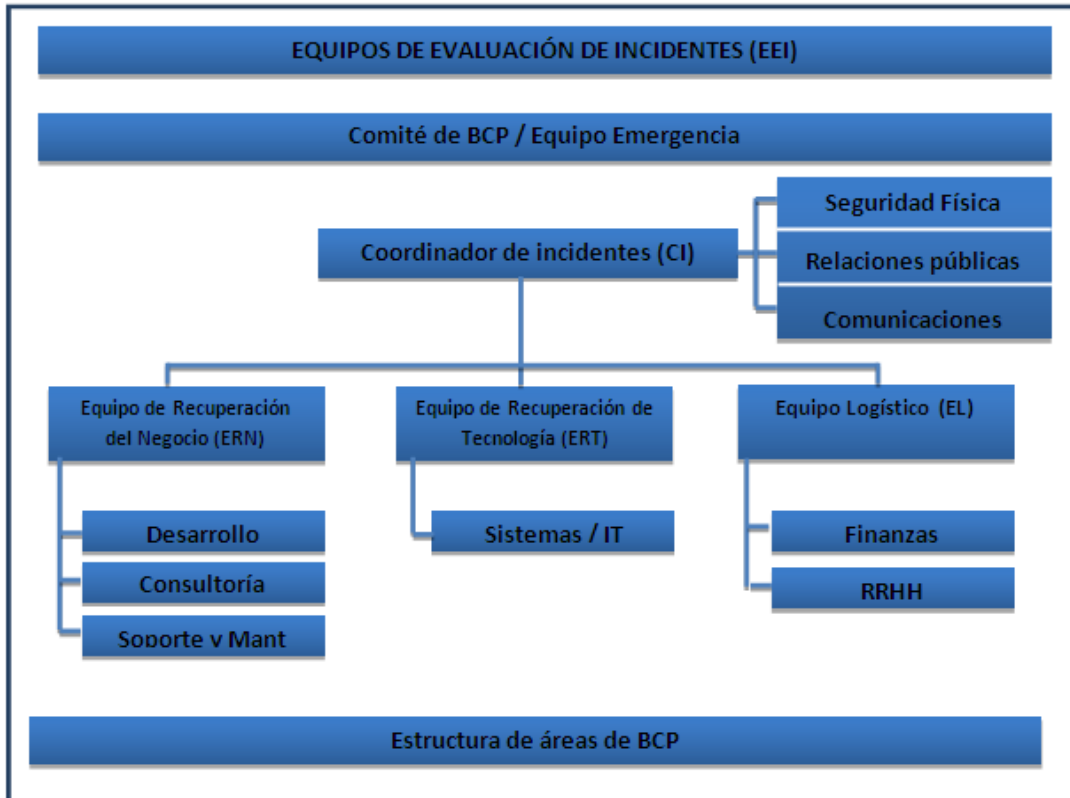 EQUIPOS DE EVALUACIÓN DE INCIDENTES (EEI)
Comité de BCP / Equipo Emergencia
Seguridad Física
Coordinador de incidentes (CI)
Relaciones públicas
Comunicaciones
Equipo de Recuperación
del Negocio (ERN)
Equipo de Recuperación de
Tecnología (ERT)
Equipo Logístico (EL)
Desarrollo
Consultoría
Soporte y Mant
Sistemas / IT
Finanzas
RRHH
Estructura de áreas de BCP